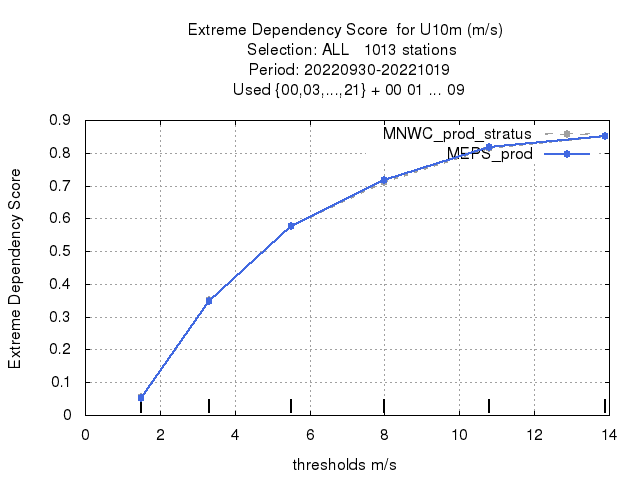 Extreme Dependency Score  for U10m (m/s)
Selection: ALL   1013 stations
Period: 20220930-20221019
Used {00,03,...,21} + 00 01 ... 09
MNWC_prod_stratus
MEPS_prod
Extreme Dependency Score
0.9
0.8
0.7
0.6
0.5
0.4
0.3
0.2
0.1
0
0 2 4 6 8 10 12 14
thresholds m/s